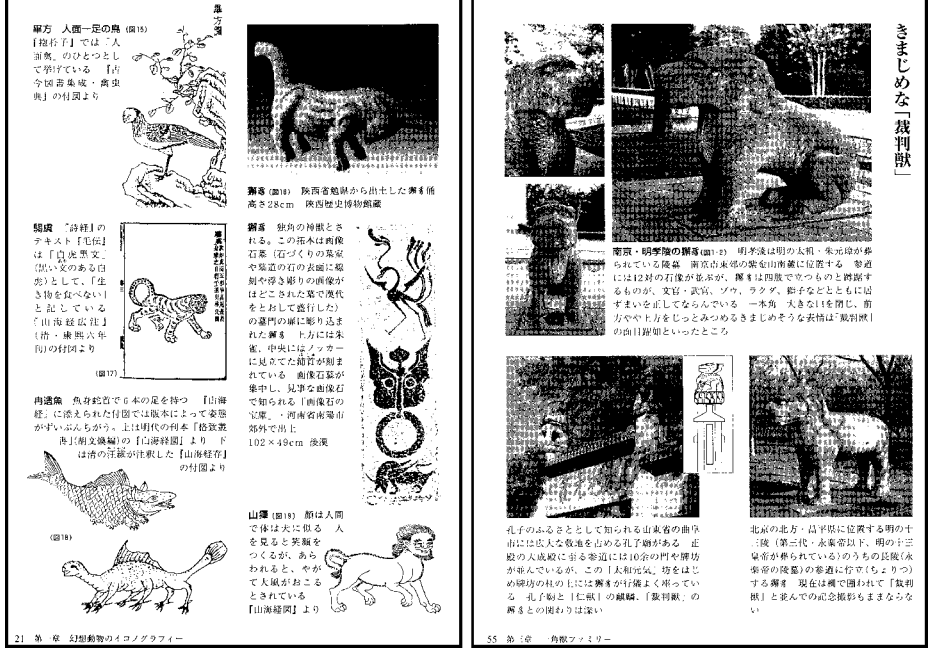 畢方　人面一足の鳥 (図15)
『抱朴子』では「人
面鳥」のひとつとし
て挙げている　『古
今図書集成・禽虫
典』の付図より
獬豸 (図16)　陝西省勉県から出土した獬豸俑
高さ28cm　陝西歴史博物館蔵
騶虞　『詩経』の
テキスト『毛伝』
は「白虎黒文」
(黒い文のある白
虎)として、「生
き物を食べない」
と記している
『山海経広注』
(清・康熙六年
刊)の付図より
(図17)
獬豸　独角の神獣とさ
れる。この拓本は画像
石墓（石づくりの墓室
や墓道の石の表面に線
刻や浮き彫りの画像が
ほどこされた墓で漢代
をとおして盛行した）
の墓門の扉に彫り込ま
れた獬豸　上方には朱
雀、中央にはノッカー
に見立てた鋪首が刻ま
れている　画像石墓が
集中し、見事な画像石
で知られる「画像石の
宝庫」・河南省南陽市
郊外で出土
102×49cm　後漢
冉遺魚　魚身蛇首で6本の足を持つ　『山海
経』に添えられた付図では版本によって姿態
がずいぶんちがう。上は明代の刊本『格致叢
書』(胡文煥編)の『山海経図』より　下
は清の汪紱が注釈した『山海経存』
の付図より
(図18)
山𤟤 (図19)　顔は人間
で体は犬に似る　人
を見ると笑顔を
つくるが、あら
われると、やが
て大風がおこる
とされている
『山海経図』より
21　第一章　幻想動物のイコノグラフィー
きまじめな「裁判獣」
南京・明孝陵の獬豸(図1-2)　明孝陵は明の太祖・朱元璋が葬
られている陵墓　南京市東郊の紫金山南麓に位置する　参道
には12対の石像が並ぶが、獬豸は四肢で立つものと蹲踞す
るものが、文官・武官、ゾウ、ラクダ、獅子などとともに居
ずまいを正してならんでいる　一本角　大きな口を閉じ、前
方やや上方をじっとみつめるきまじめそうな表情は「裁判獣」
の面目躍如といったところ
孔子のふるさととして知られる山東省の曲阜
市には広大な敷地を占める孔子廟がある　正
殿の大成殿に至る参道には10余の門や牌坊
が並んでいるが、この「太和元気」坊をはじ
め牌坊の柱の上には獬豸が行儀よく座ってい
る　孔子廟と「仁獣」の麒麟、「裁判獣」の
獬豸との関わりは深い
北京の北方・昌平県に位置する明の十
三陵（第三代・永楽帝以下、明の十三
皇帝が葬られている)のうちの長陵(永
楽帝の陵墓）の参道に佇立(ちょりつ)
する獬豸　現在は柵で囲われて「裁判
獣」と並んでの記念撮影もままならな
い
55　第三章　一角獣ファミリー